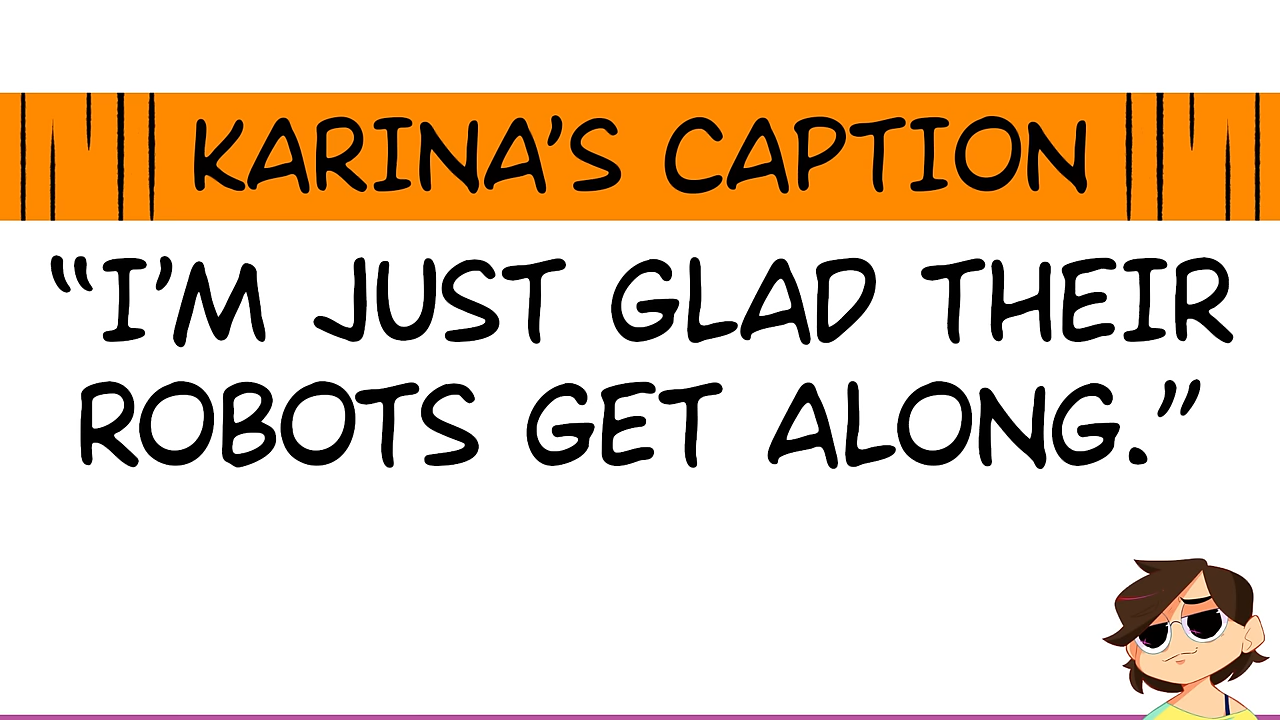 KARINA’S CAPTION
“I’M JUST GLAD THEIR
ROBOTS GET ALONG.”